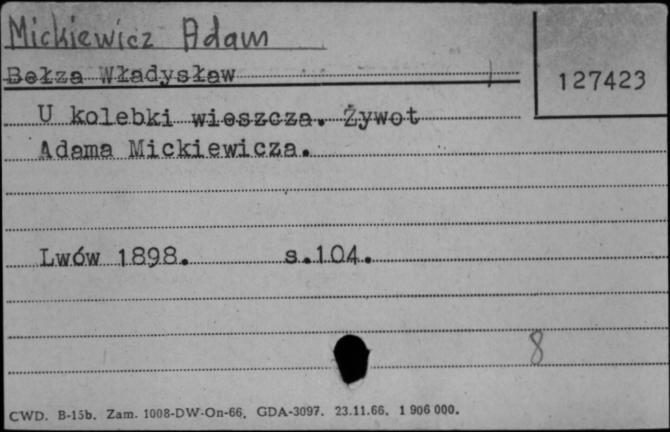 Mickiewicz Adam
Bełza Władysław
127423
U kolebki wieszcza. Żywot
Adama Mickiewicza.
Lwów 1898. s.104.
8
CWD. B-15b. Zam. 1008-DW-On-66. GDA-3097. 23.11.66. 1 906 000.